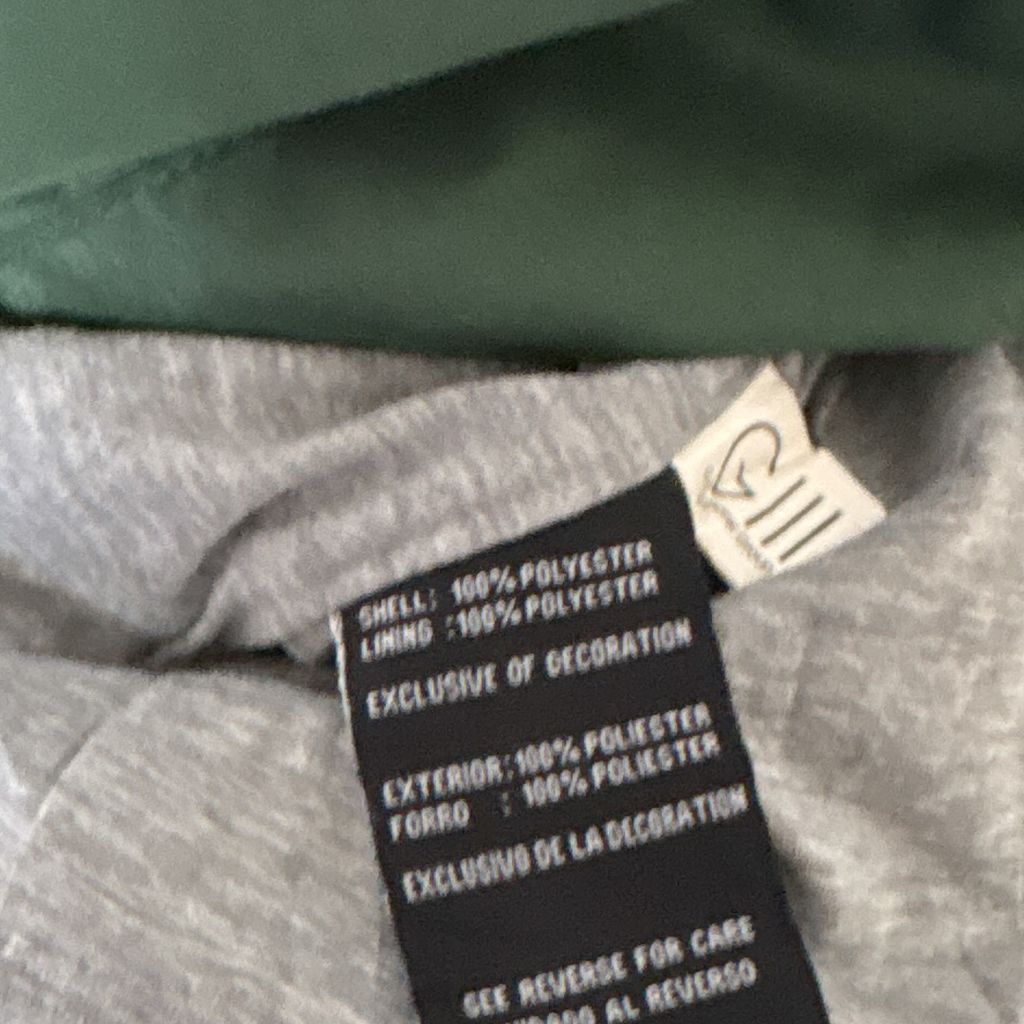 SHELL: 100% POLYESTER
LINING :100% POLYESTER
EXCLUSIVE OF DECORATION
EXTERIOR:100% POLIESTER
FORRO : 100% POLIESTER
EXCLUSIVO DE LA DECORATION
SEE REVERSE FOR CARE
AL REVERSO